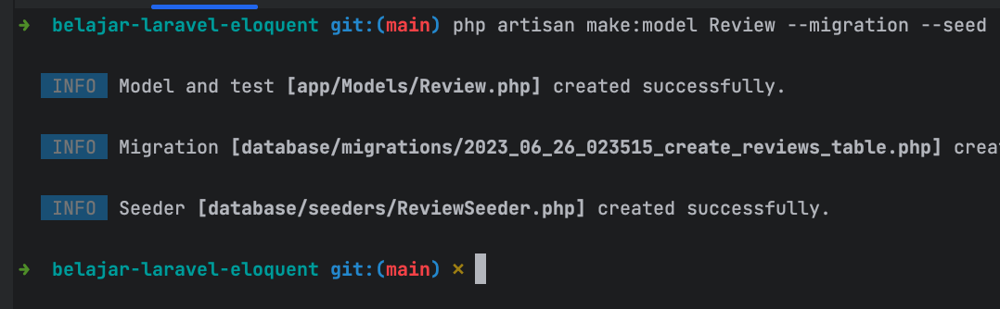 ➜ belajar-laravel-eloquent git:(main) php artisan make:model Review --migration --seed
INFO Model and test [app/Models/Review.php] created successfully.
INFO Migration [database/migrations/2023_06_26_023515_create_reviews_table.php] crea
INFO Seeder [database/seeders/ReviewSeeder.php] created successfully.
➜ belajar-laravel-eloquent git:(main) ✗